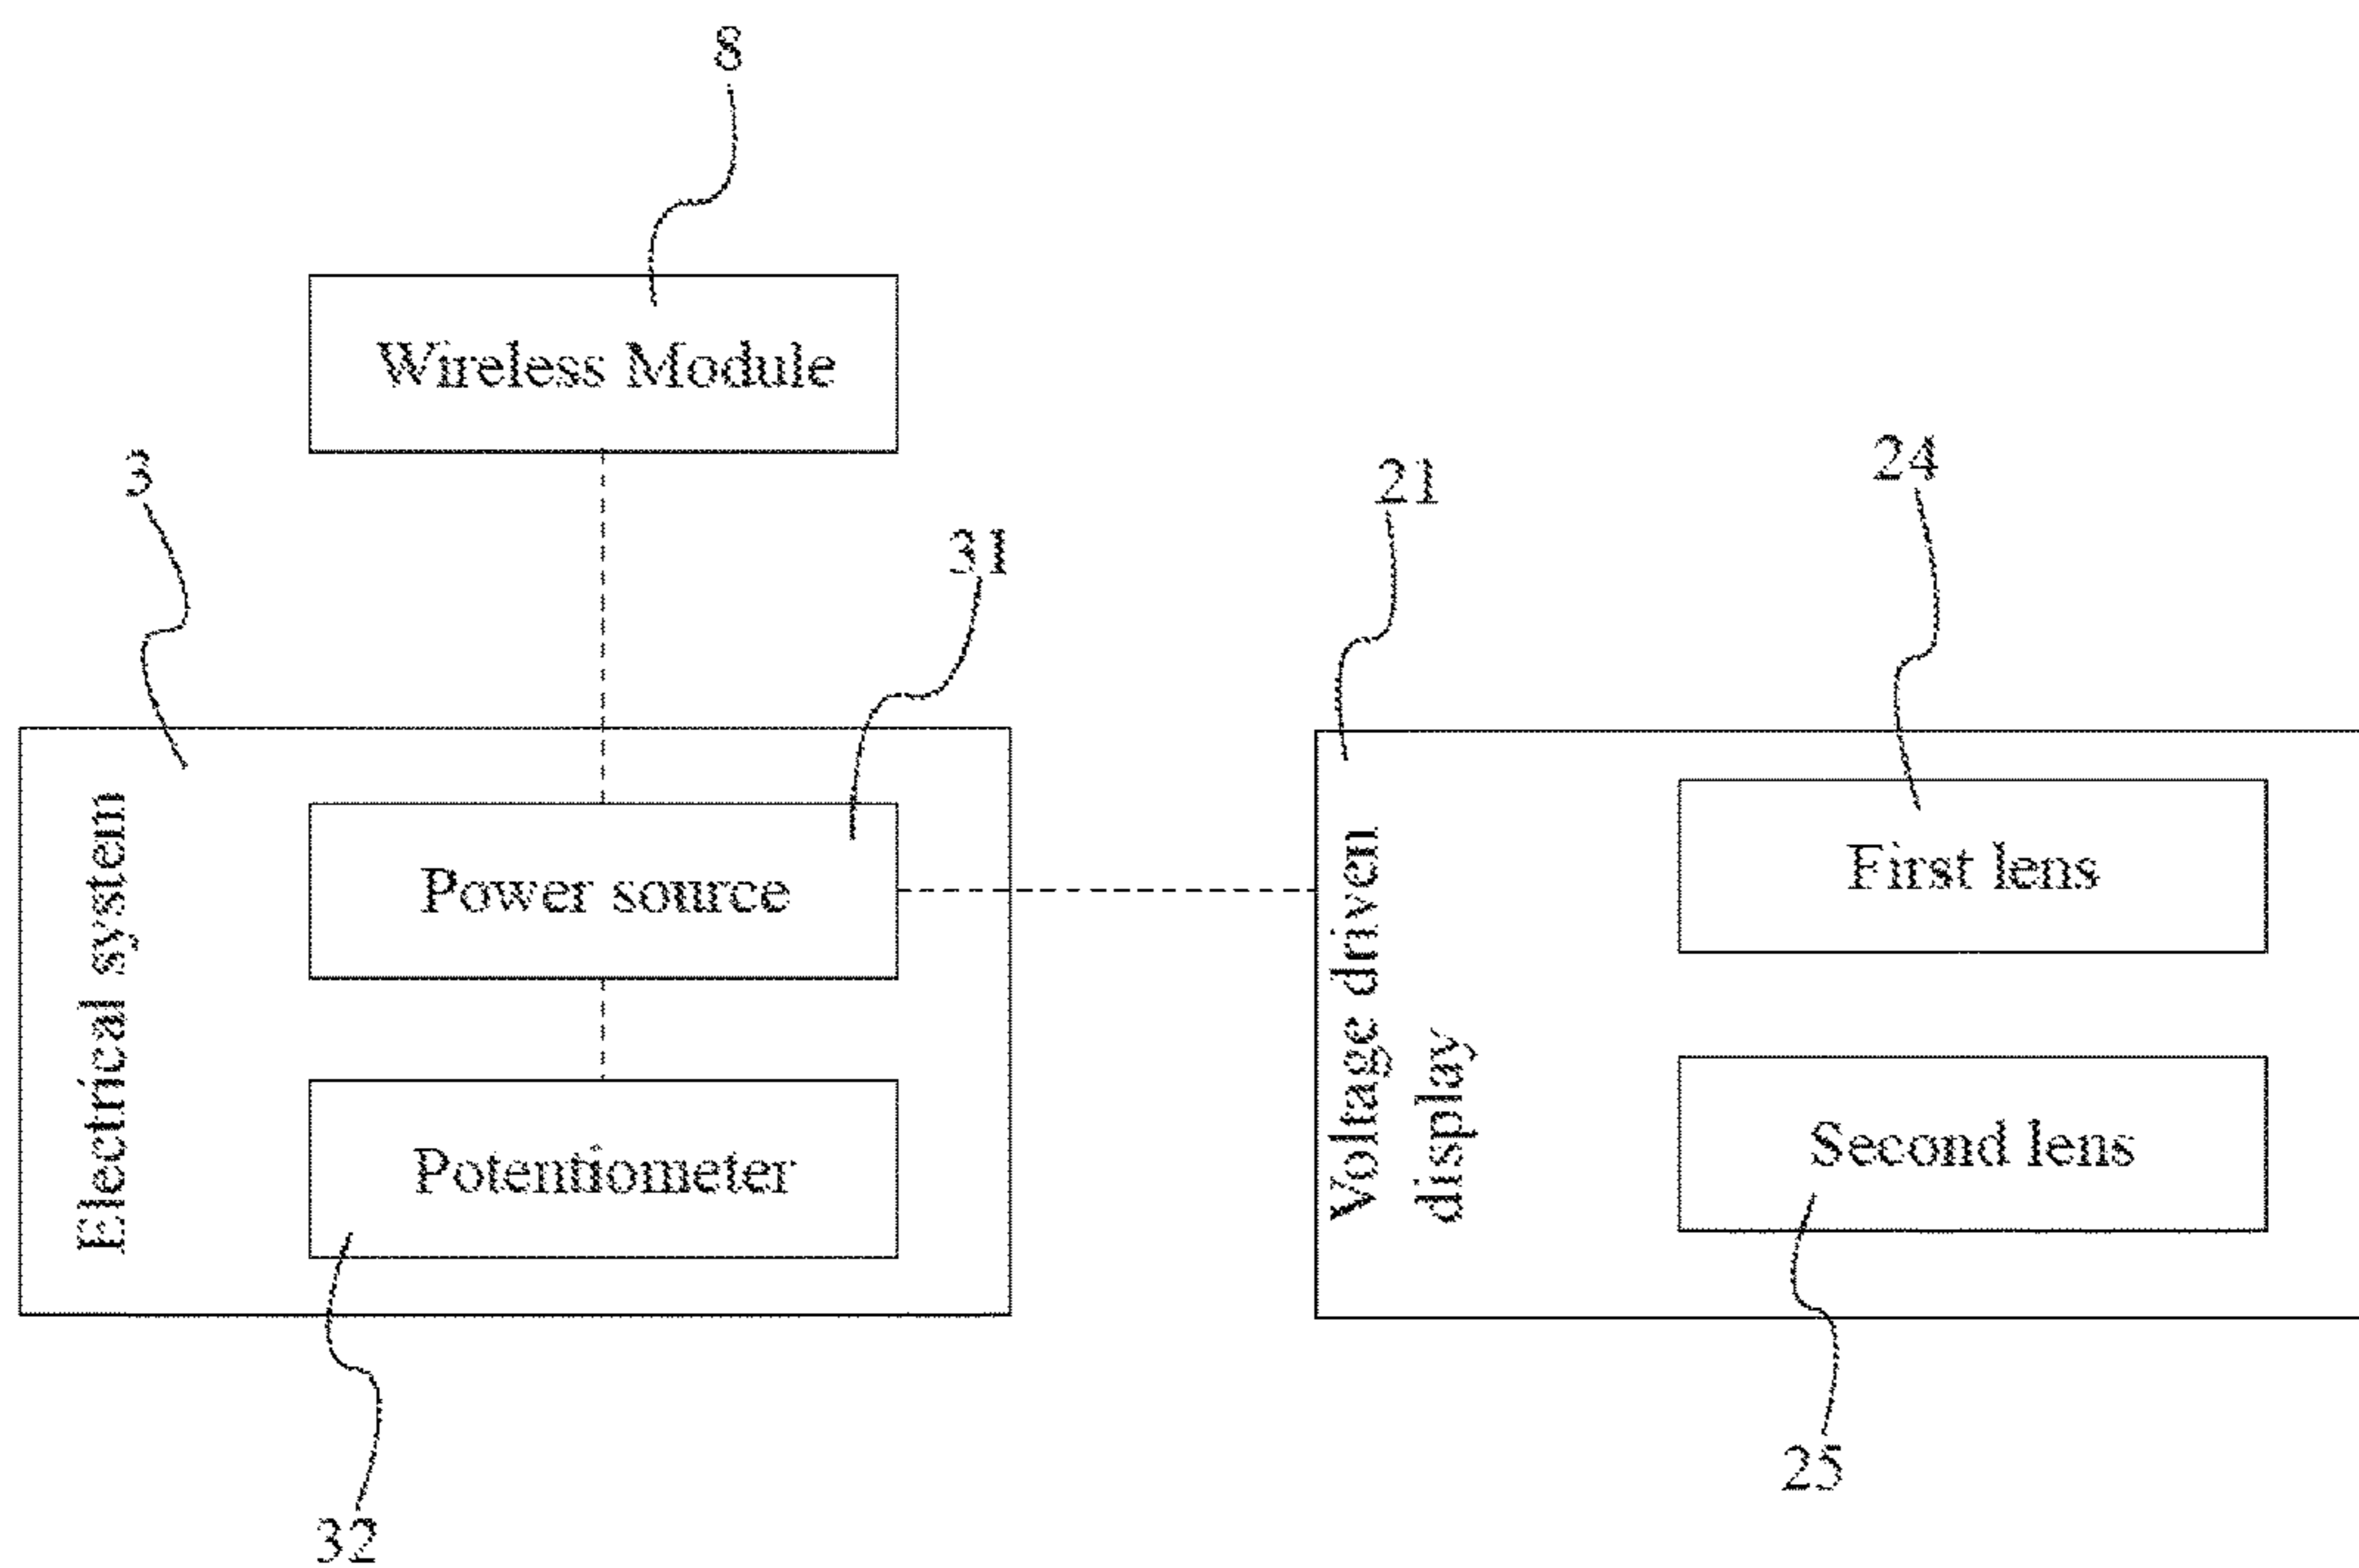 8
Wireless Module
3
31
21
24
Electrical system
Power source
Potentiometer
Voltage driven
display
First lens
Second lens
25
32